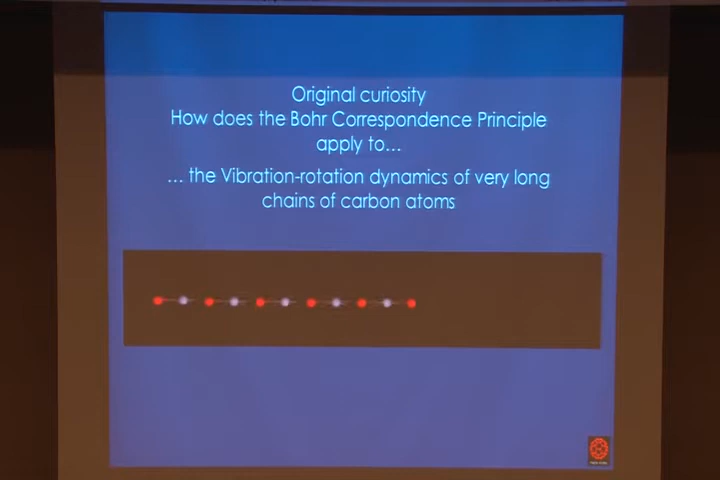 Original curiosity
How does the Bohr Correspondence Principle
apply to...
... the Vibration-rotation dynamics of very long
chains of carbon atoms